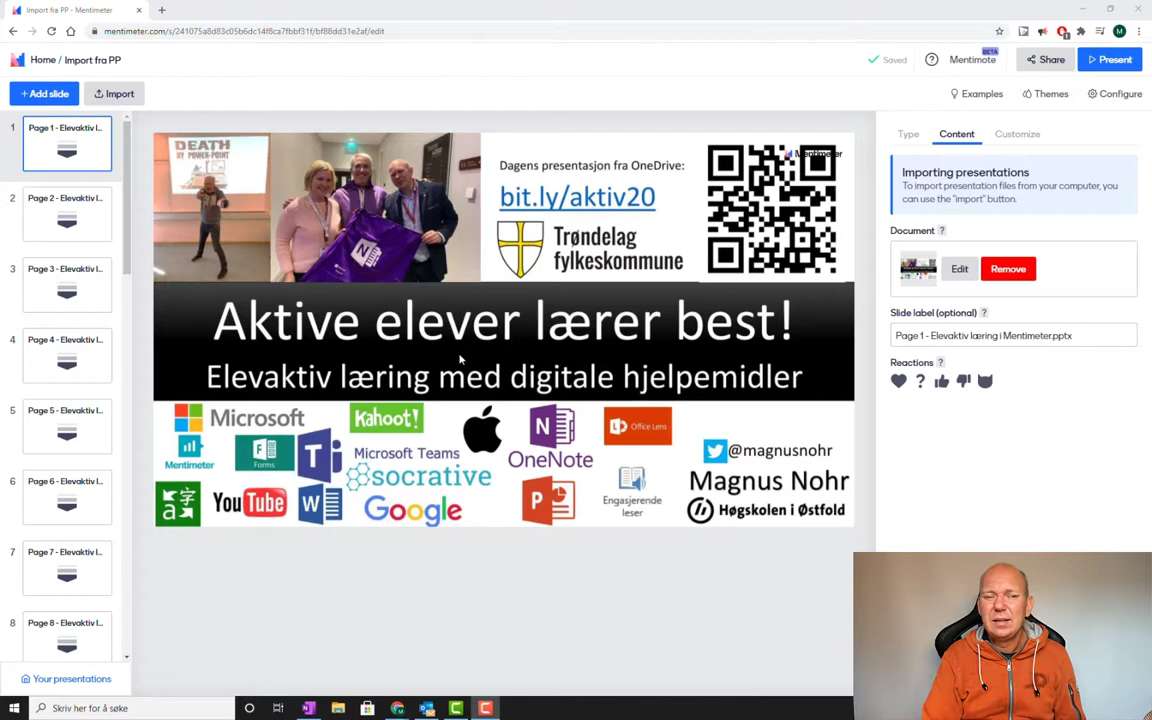 Import fra PP - Mentimeter
mentimeter.com/s/241075a8d83c05b6dc14f8ca7fbbf31f/bf88dd31e2af/edit
Home / Import fra PP
Saved
Mentimote
BETA
Share
Present
+ Add slide
Import
Examples
Themes
Configure
1
Page 1 - Elevaktiv l...
2
Page 2 - Elevaktiv l...
3
Page 3 - Elevaktiv l...
4
Page 4 - Elevaktiv l...
5
Page 5 - Elevaktiv l...
6
Page 6 - Elevaktiv l...
7
Page 7 - Elevaktiv l...
8
Page 8 - Elevaktiv l...
Your presentations
DEATH
BY POWER-POINT
Dagens presentasjon fra OneDrive:
bit.ly/aktiv20
Trøndelag
fylkeskommune
Mentimeter
Aktive elever lærer best!
Elevaktiv læring med digitale hjelpemidler
Microsoft
Kahoot!
N
OneNote
Office Lens
Mentimeter
Forms
T
Microsoft Teams
socrative
YouTube
W
Google
P
Engasjerende
leser
@magnusnohr
Magnus Nohr
Høgskolen i Østfold
Type
Content
Customize
Importing presentations
To import presentation files from your computer, you
can use the "import" button.
Document ?
Edit
Remove
Slide label (optional) ?
Page 1 - Elevaktiv læring i Mentimeter.pptx
Reactions ?
Skriv her for å søke